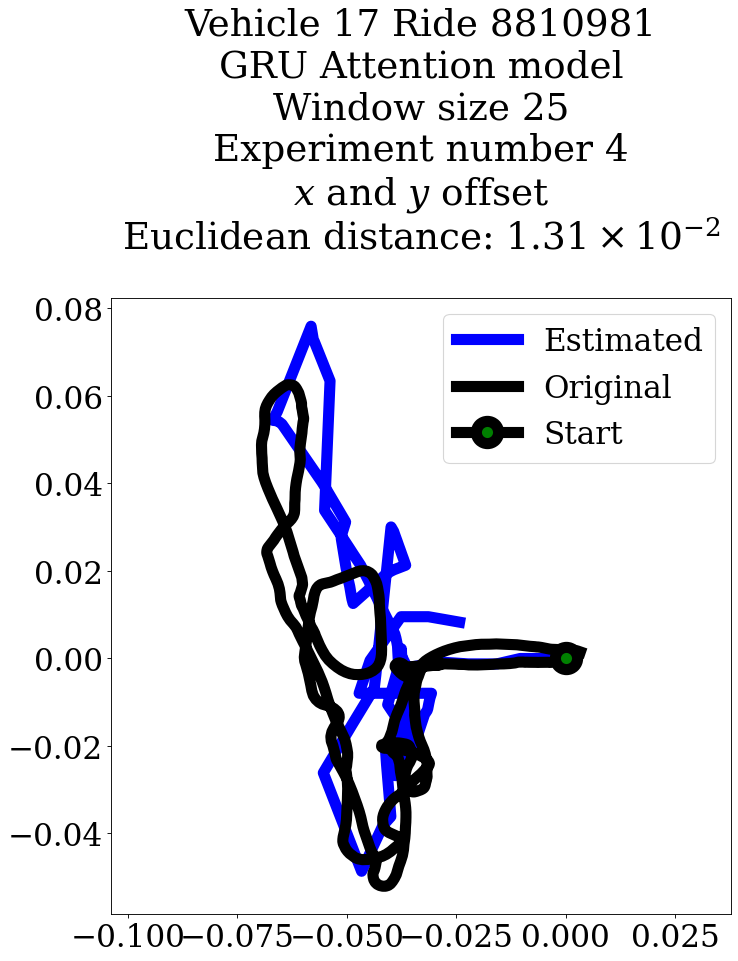 Vehicle 17 Ride 8810981
GRU Attention model
Window size 25
Experiment number 4
x and y offset
Euclidean distance: 1.31 × 10⁻²
Estimated
Original
Start
0.08
0.06
0.04
0.02
0.00
−0.02
−0.04
−0.100 −0.075 −0.050 −0.025 0.000 0.025